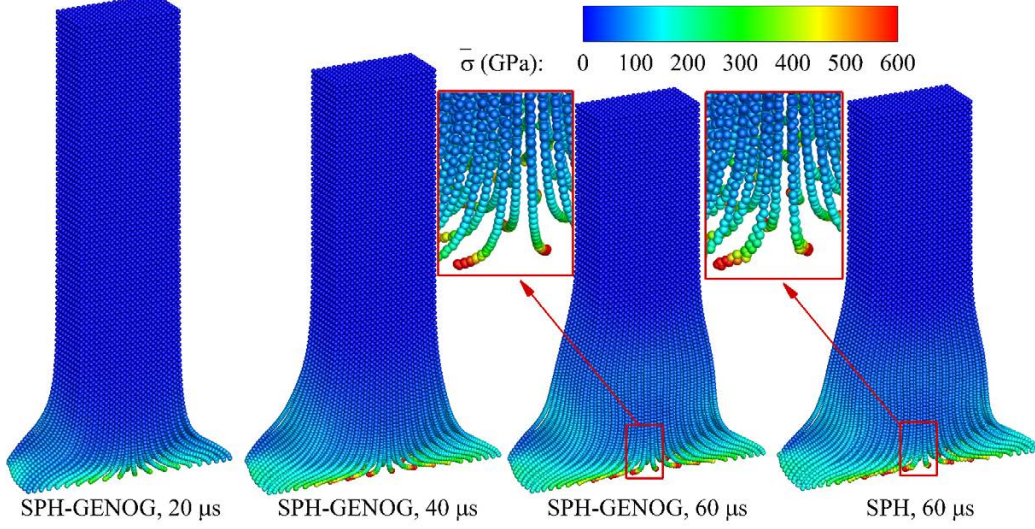 σ̅ (GPa): 0 100 200 300 400 500 600
SPH-GENOG, 20 μs SPH-GENOG, 40 μs SPH-GENOG, 60 μs SPH, 60 μs